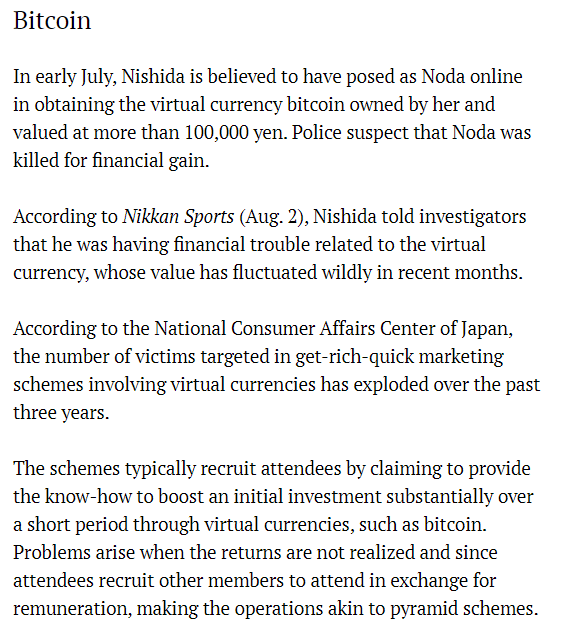 Bitcoin
In early July, Nishida is believed to have posed as Noda online
in obtaining the virtual currency bitcoin owned by her and
valued at more than 100,000 yen. Police suspect that Noda was
killed for financial gain.
According to Nikkan Sports (Aug. 2), Nishida told investigators
that he was having financial trouble related to the virtual
currency, whose value has fluctuated wildly in recent months.
According to the National Consumer Affairs Center of Japan,
the number of victims targeted in get-rich-quick marketing
schemes involving virtual currencies has exploded over the past
three years.
The schemes typically recruit attendees by claiming to provide
the know-how to boost an initial investment substantially over
a short period through virtual currencies, such as bitcoin.
Problems arise when the returns are not realized and since
attendees recruit other members to attend in exchange for
remuneration, making the operations akin to pyramid schemes.